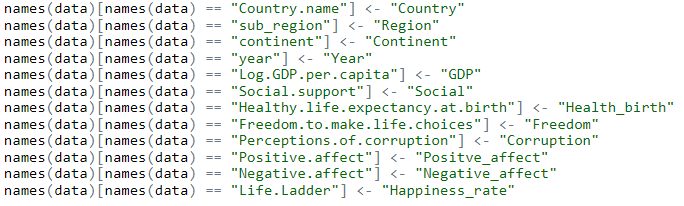 names(data)[names(data) == "Country.name"] <- "Country"
names(data)[names(data) == "sub_region"] <- "Region"
names(data)[names(data) == "continent"] <- "Continent"
names(data)[names(data) == "year"] <- "Year"
names(data)[names(data) == "Log.GDP.per.capita"] <- "GDP"
names(data)[names(data) == "Social.support"] <- "Social"
names(data)[names(data) == "Healthy.life.expectancy.at.birth"] <- "Health_birth"
names(data)[names(data) == "Freedom.to.make.life.choices"] <- "Freedom"
names(data)[names(data) == "Perceptions.of.corruption"] <- "Corruption"
names(data)[names(data) == "Positive.affect"] <- "Positve_affect"
names(data)[names(data) == "Negative.affect"] <- "Negative_affect"
names(data)[names(data) == "Life.Ladder"] <- "Happiness_rate"